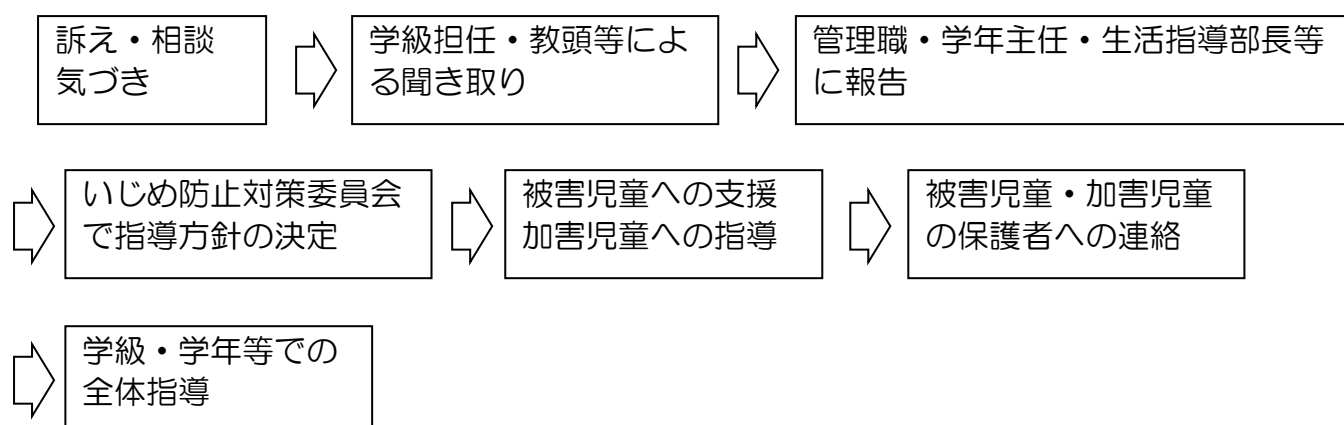 訴え・相談
気づき
学級担任・教頭等によ
る聞き取り
管理職・学年主任・生活指導部長等
に報告
いじめ防止対策委員会
で指導方針の決定
被害児童への支援
加害児童への指導
被害児童・加害児童
の保護者への連絡
学級・学年等での
全体指導